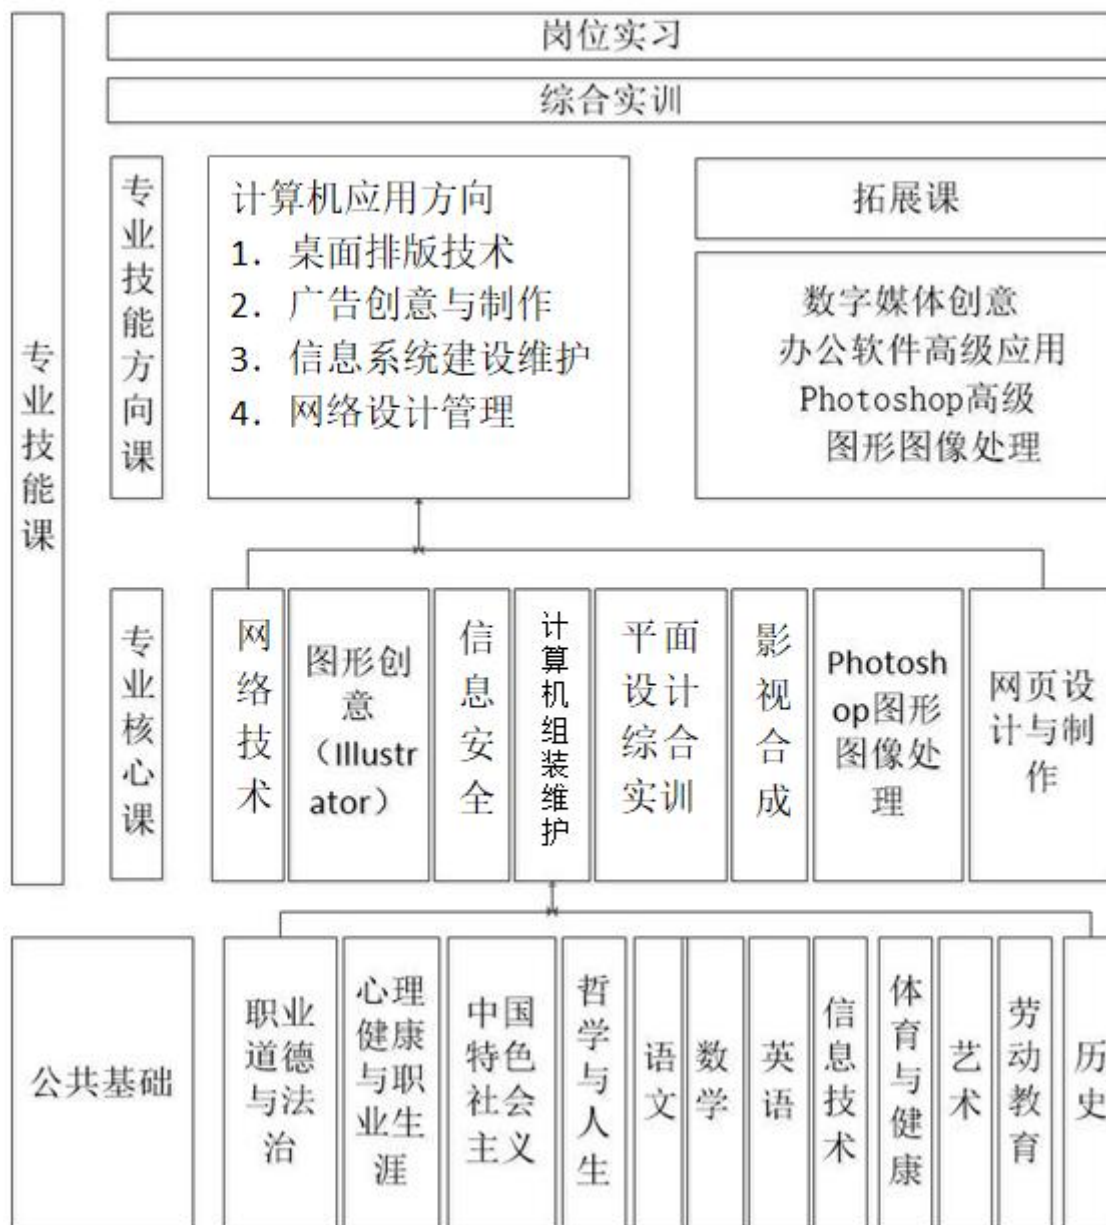 岗位实习
综合实训
专业技能课
专业技能方向课
计算机应用方向
1. 桌面排版技术
2. 广告创意与制作
3. 信息系统建设维护
4. 网络设计管理
拓展课
数字媒体创意
办公软件高级应用
Photoshop高级
图形图像处理
专业核心课
网络技术
图形创
意
（Illustr
ator）
信息安全
计算机组装维护
平面
设计
综合
实训
影视合成
Photosh
op图形
图像处
理
网页设
计与制
作
公共基础
职业
道德
与法
治
心理
健康
与职
业生
涯
中国
特色
社会
主义
哲学与人生
语文
数学
英语
信息技术
体育与健康
艺术
劳动教育
历史